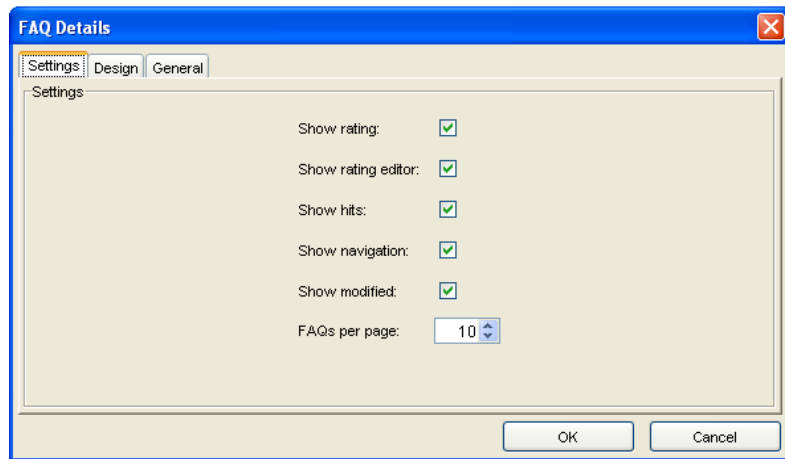 FAQ Details
Settings Design General
Settings
Show rating:
Show rating editor:
Show hits:
Show navigation:
Show modified:
FAQs per page: 10
OK Cancel